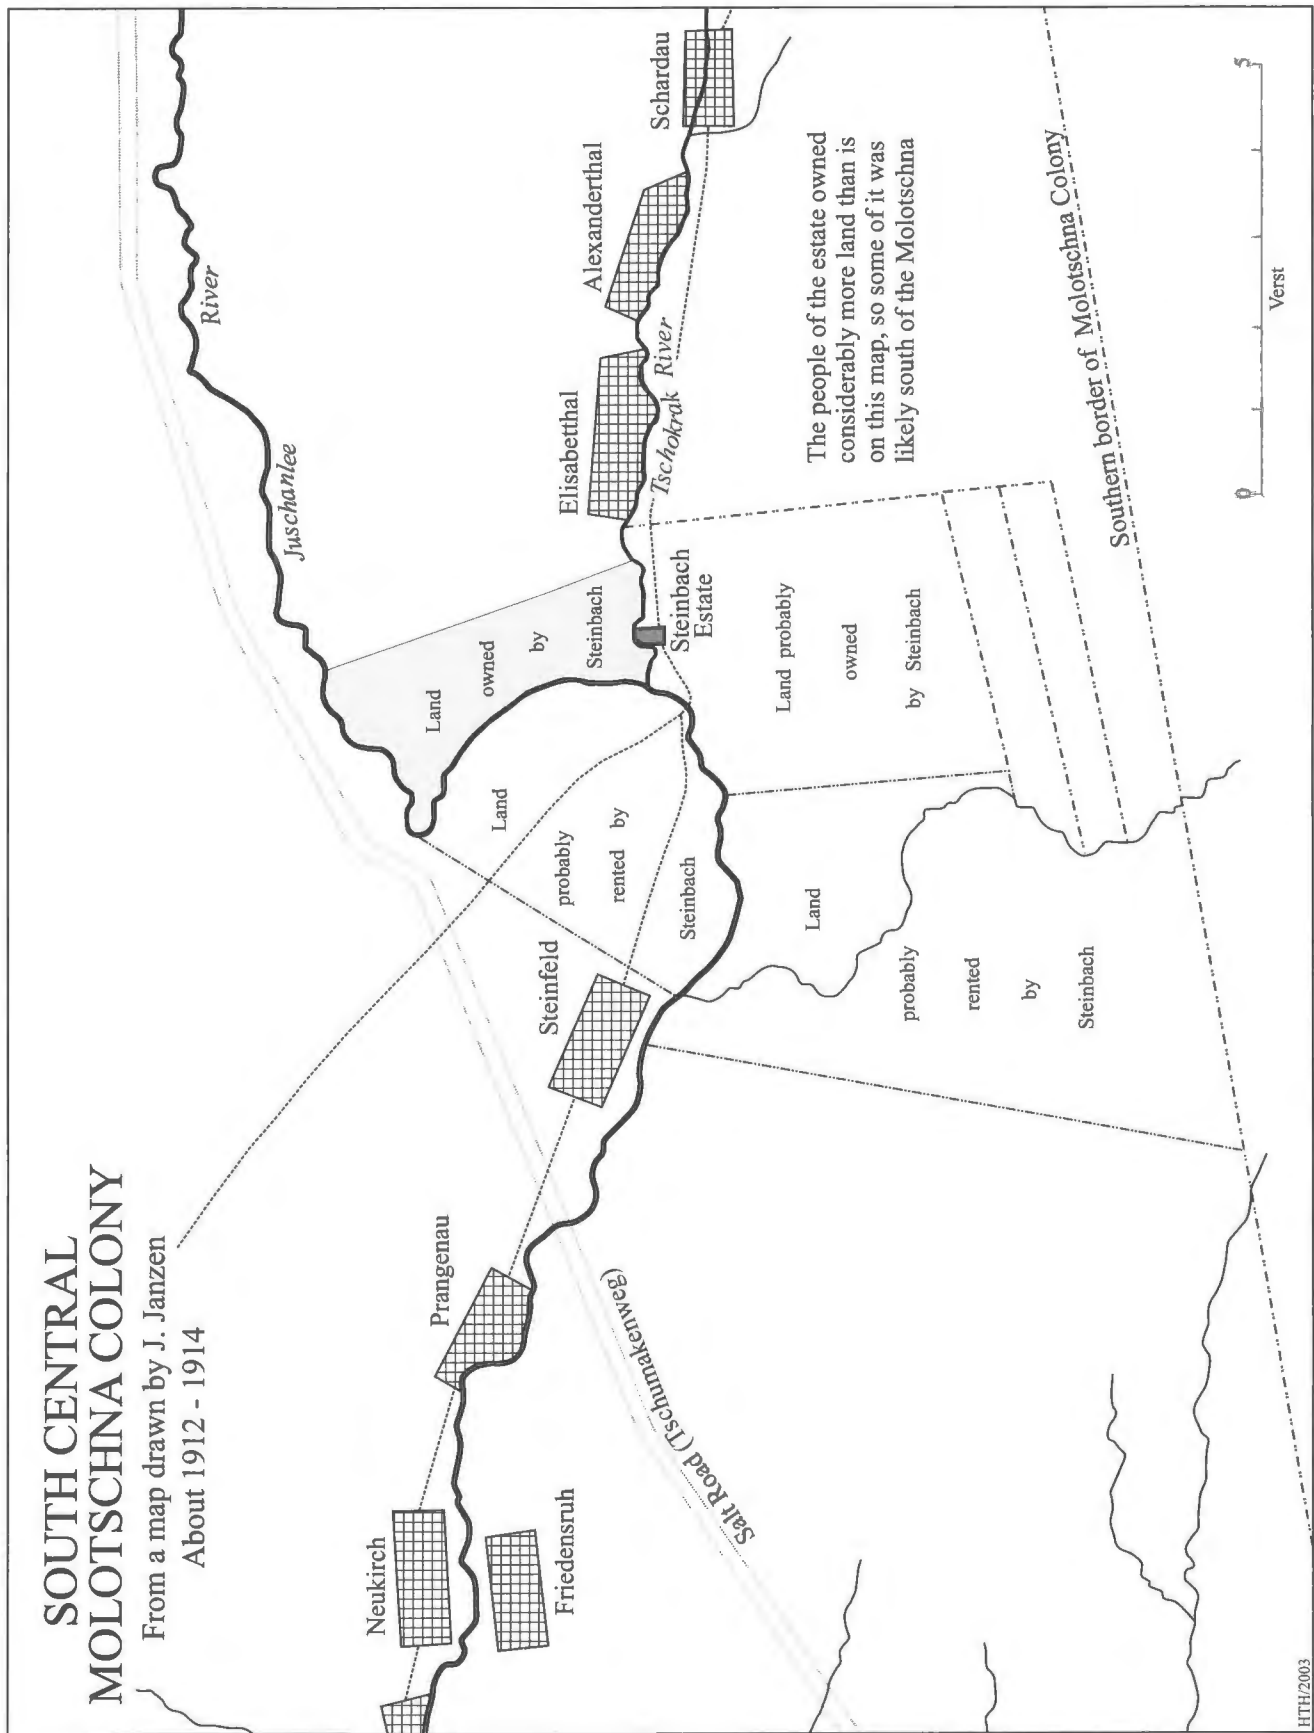 SOUTH CENTRAL
MOLOTSCHNA COLONY
From a map drawn by J. Janzen
About 1912 - 1914
Neukirch
Friedensruh
Prangenau
Steinfeld
Salt Road (Tschumakenweg)
Juschanlee
River
Land
owned
by
Steinbach
Land
probably
rented by
Steinbach
Steinbach
Estate
Elisabetthal
Alexanderthal
Schardau
Tschokrak River
Land probably
owned
by Steinbach
Land
probably
rented
by
Steinbach
The people of the estate owned
considerably more land than is
on this map, so some of it was
likely south of the Molotschna
Southern border of Molotschna Colony
0
5
Verst
HTH/2003